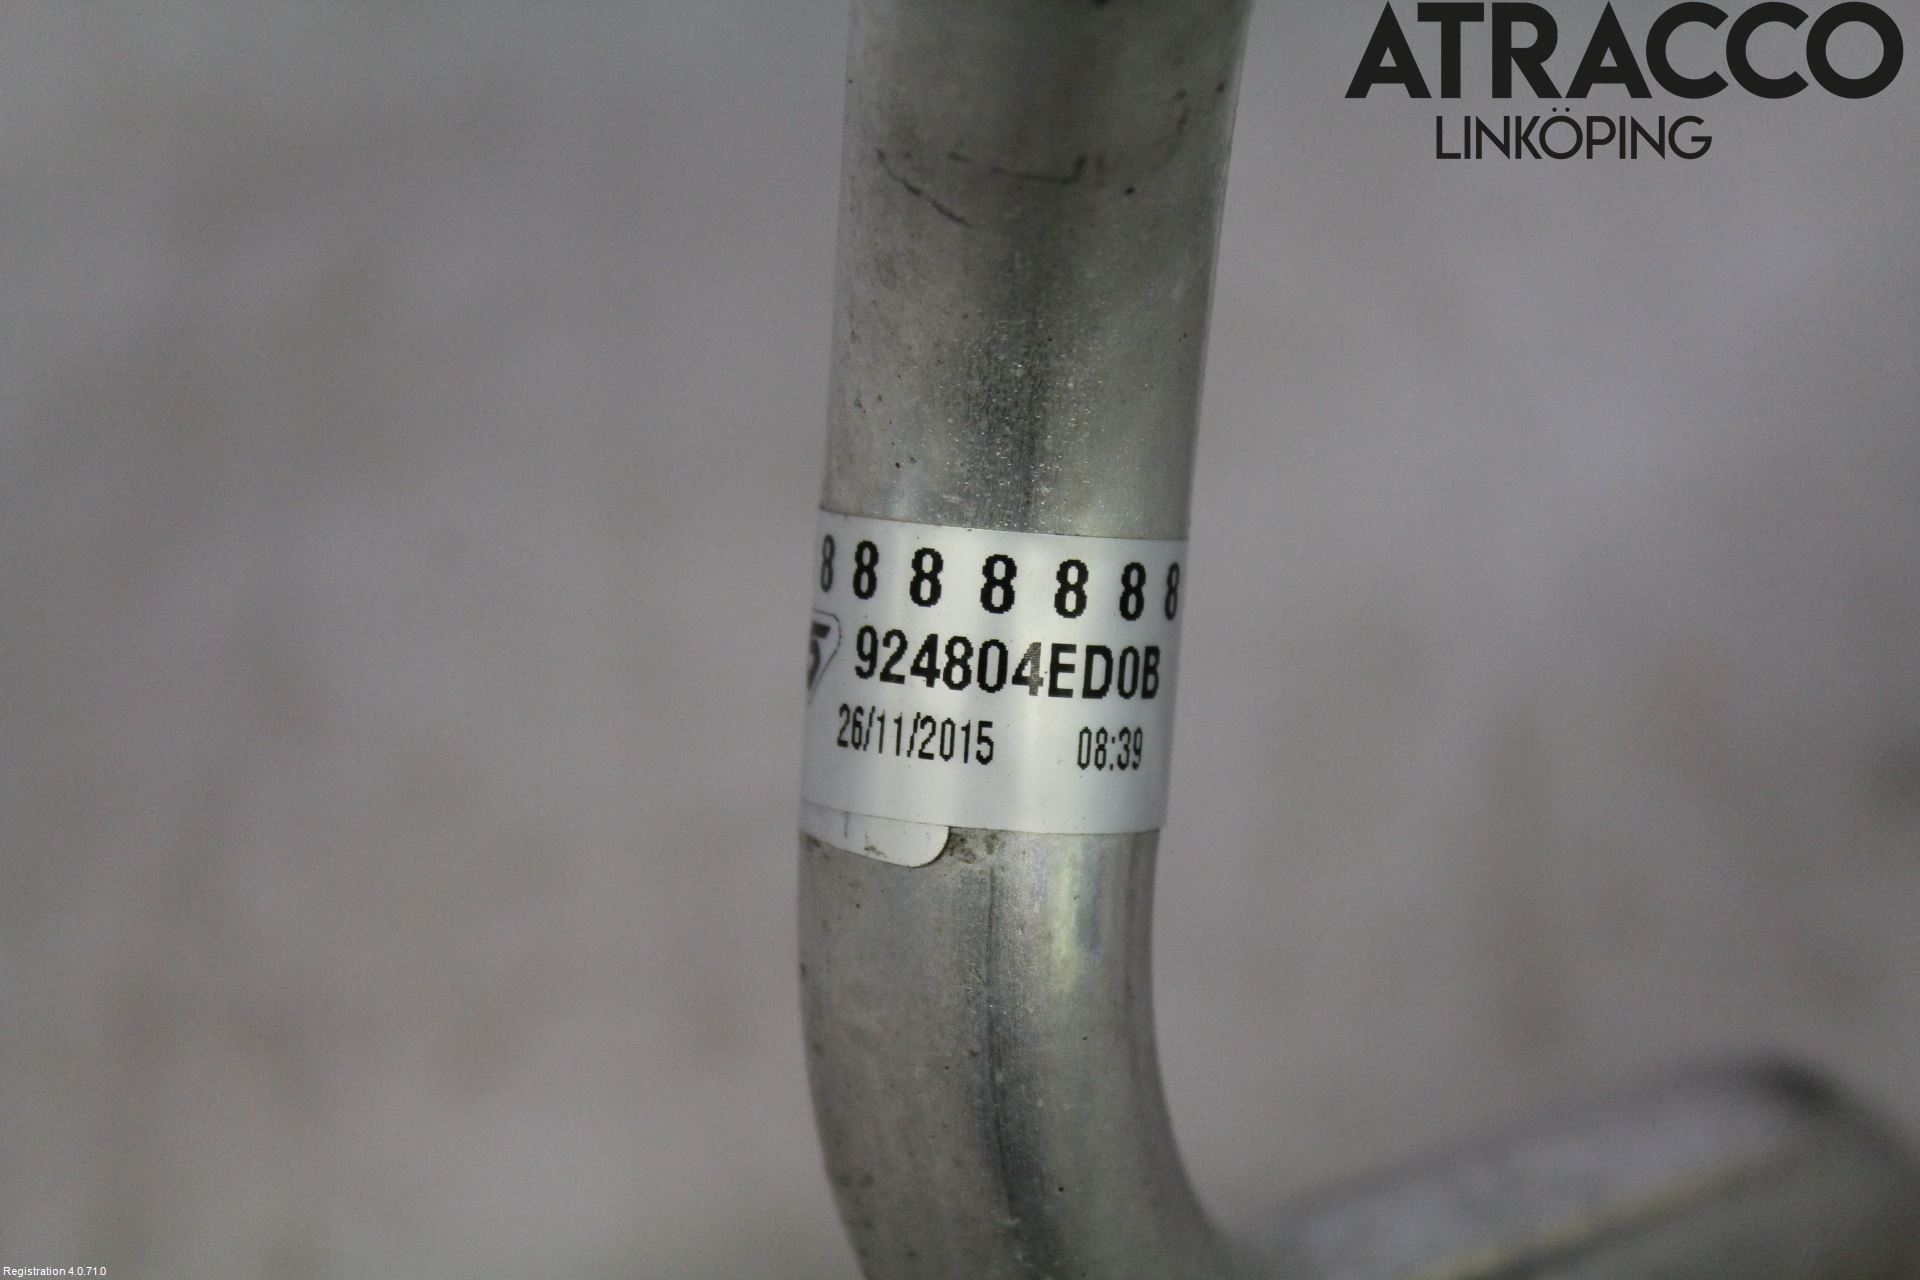 ATRACCO
LINKÖPING
8 8 8 8 8 8 8
924804ED0B
26/11/2015 08:39
Registration 4.0.71.0